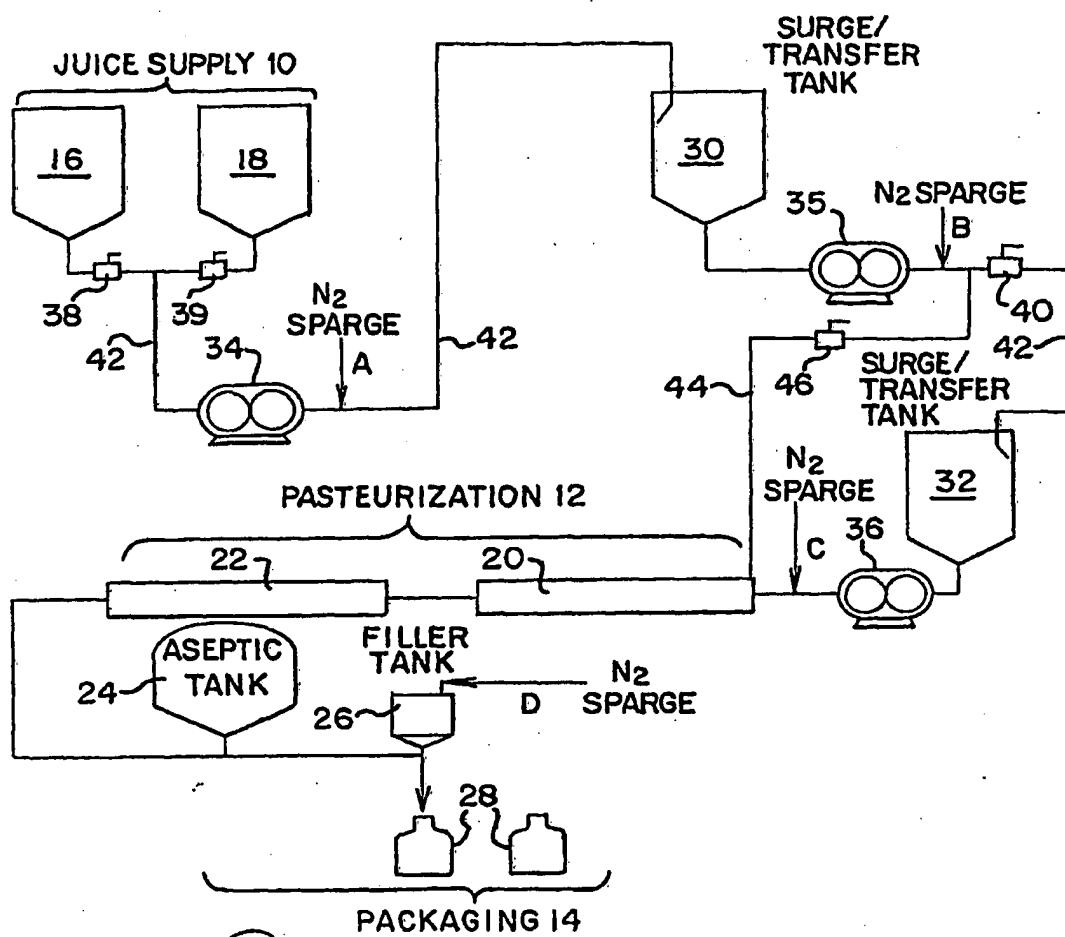 SURGE/
TRANSFER
TANK
JUICE SUPPLY 10
16
18
30
35
N2 SPARGE
B
38
39
40
N2
SPARGE
A
42
34
42
42
46
44
SURGE/
TRANSFER
TANK
N2
SPARGE
C
32
36
PASTEURIZATION 12
22
20
ASEPTIC
TANK
24
FILLER
TANK
26
D
N2
SPARGE
28
PACKAGING 14